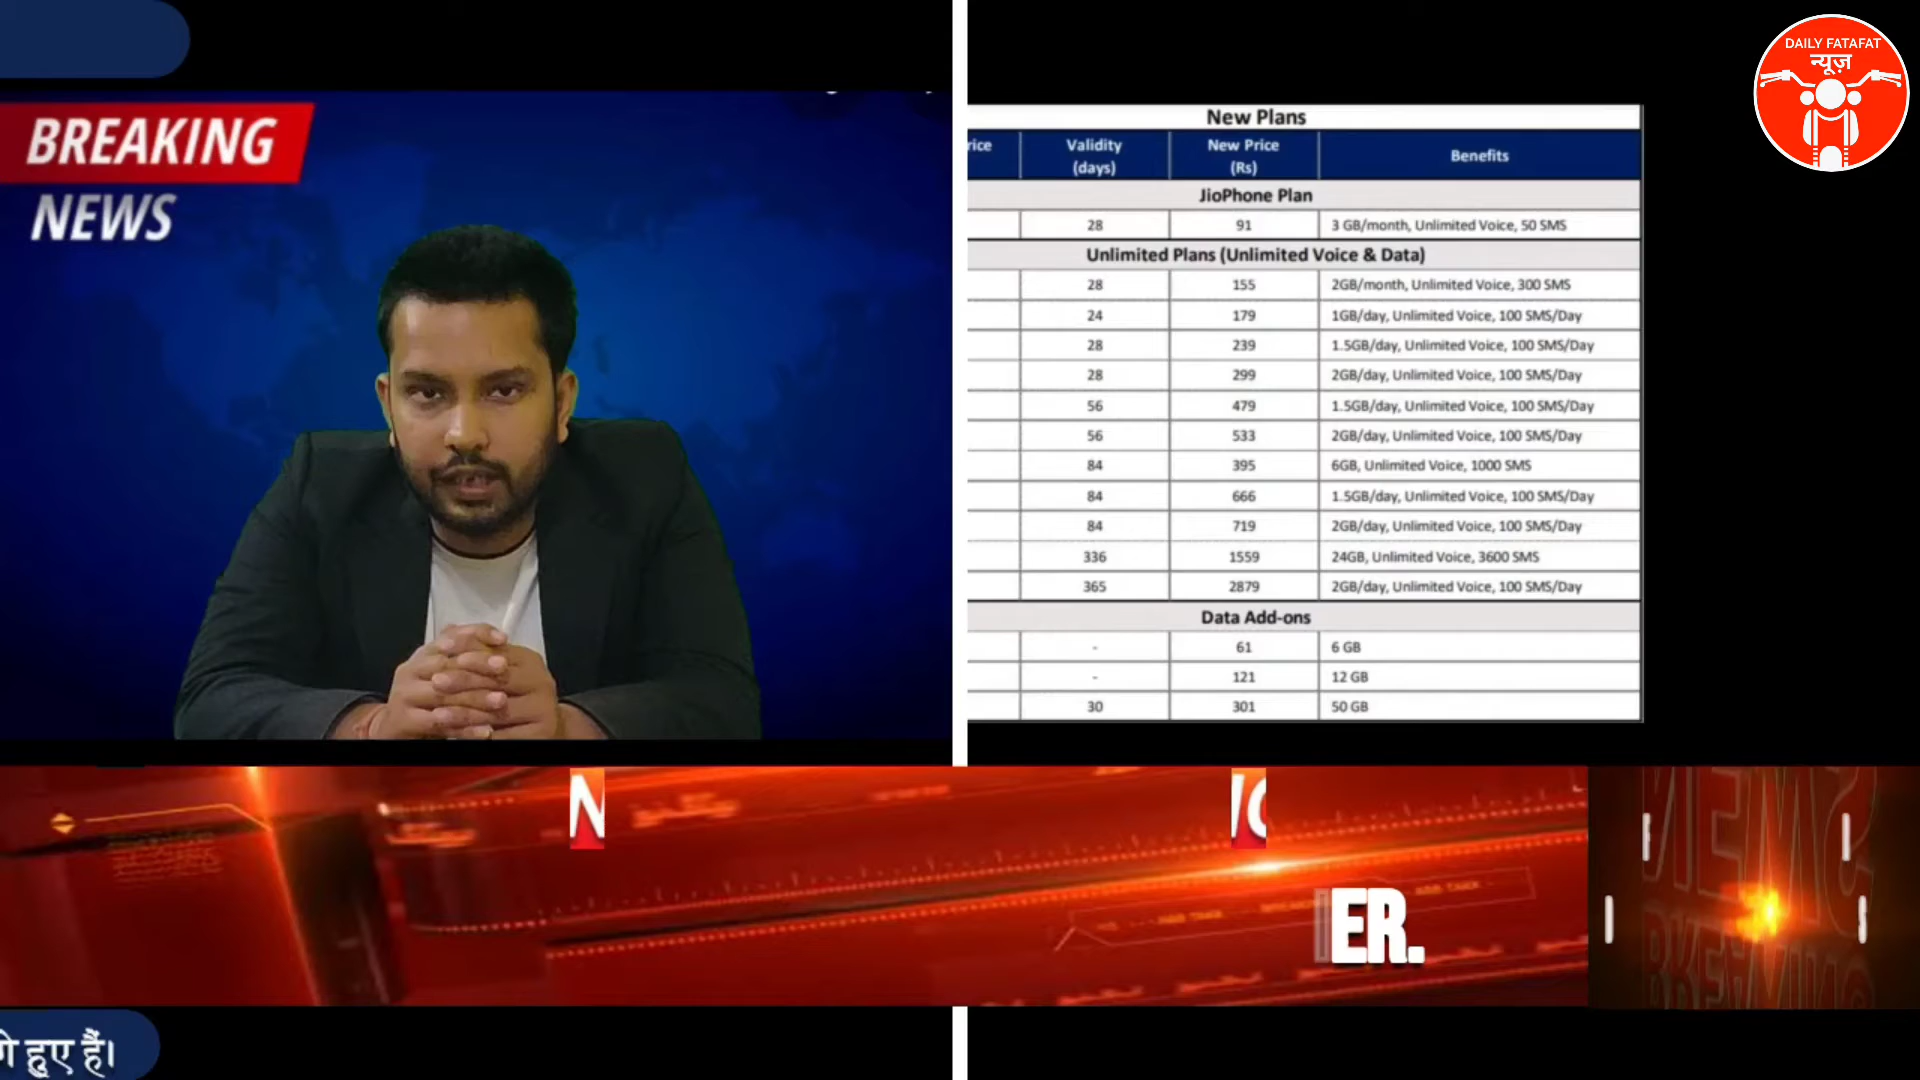 DAILY FATAFAT
न्यूज़
BREAKING
NEWS
New Plans
rice Validity (days) New Price (Rs) Benefits
JioPhone Plan
28 91 3 GB/month, Unlimited Voice, 50 SMS
Unlimited Plans (Unlimited Voice & Data)
28 155 2GB/month, Unlimited Voice, 300 SMS
24 179 1GB/day, Unlimited Voice, 100 SMS/Day
28 239 1.5GB/day, Unlimited Voice, 100 SMS/Day
28 299 2GB/day, Unlimited Voice, 100 SMS/Day
56 479 1.5GB/day, Unlimited Voice, 100 SMS/Day
56 533 2GB/day, Unlimited Voice, 100 SMS/Day
84 395 6GB, Unlimited Voice, 1000 SMS
84 666 1.5GB/day, Unlimited Voice, 100 SMS/Day
84 719 2GB/day, Unlimited Voice, 100 SMS/Day
336 1559 24GB, Unlimited Voice, 3600 SMS
365 2879 2GB/day, Unlimited Voice, 100 SMS/Day
Data Add-ons
- 61 6 GB
- 121 12 GB
30 301 50 GB
N
ER.
हुए हैं।